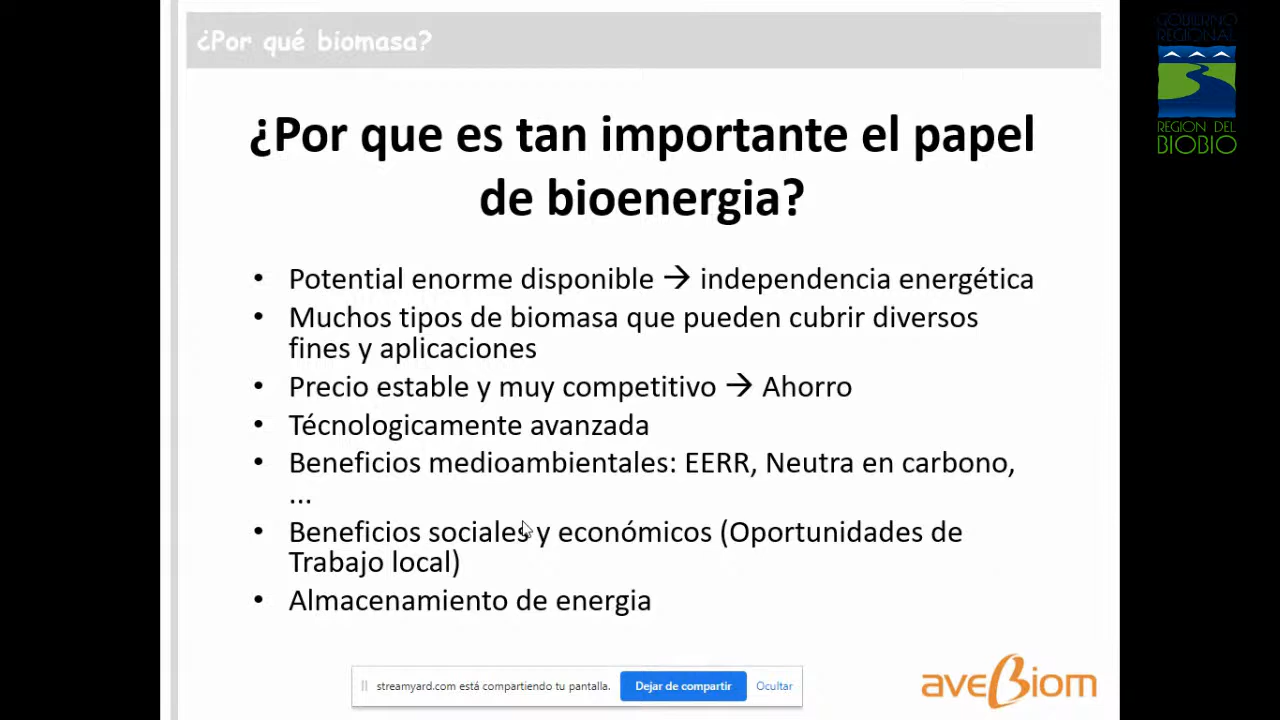 ¿Por qué biomasa?
GOBIERNO
REGIONAL
REGION DEL
BIOBIO
¿Por que es tan importante el papel
de bioenergia?
• Potential enorme disponible → independencia energética
• Muchos tipos de biomasa que pueden cubrir diversos
fines y aplicaciones
• Precio estable y muy competitivo → Ahorro
• Técnologicamente avanzada
• Beneficios medioambientales: EERR, Neutra en carbono,
...
• Beneficios sociales y económicos (Oportunidades de
Trabajo local)
• Almacenamiento de energia
streamyard.com está compartiendo tu pantalla. Dejar de compartir Ocultar
aveBiom